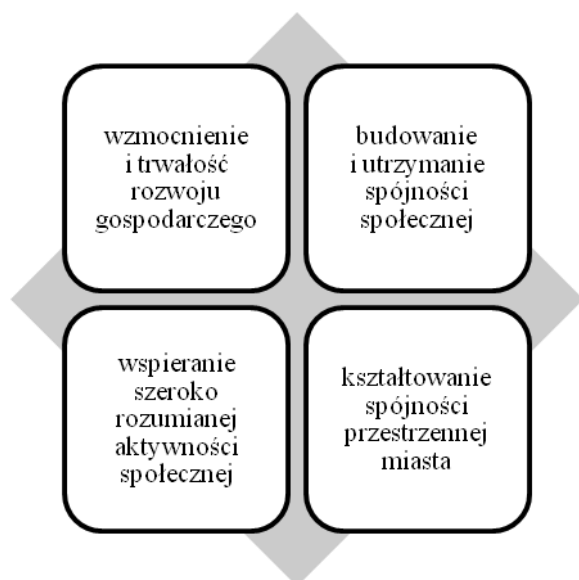 wzmocnienie
i trwałość
rozwoju
gospodarczego
budowanie
i utrzymanie
spójności
społecznej
wspieranie
szeroko
rozumianej
aktywności
społecznej
kształtowanie
spójności
przestrzennej
miasta